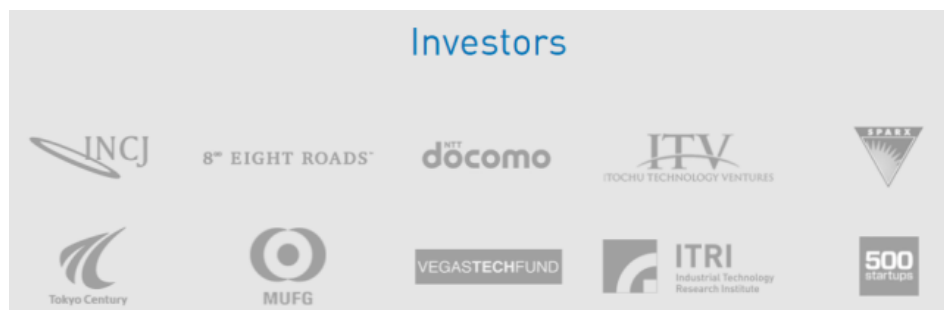 Investors
INCJ
8 EIGHT ROADS
NTT
docomo
ITV
ITOCHU TECHNOLOGY VENTURES
SPARX
Tokyo Century
MUFG
VEGASTECHFUND
ITRI
Industrial Technology
Research Institute
500
startups